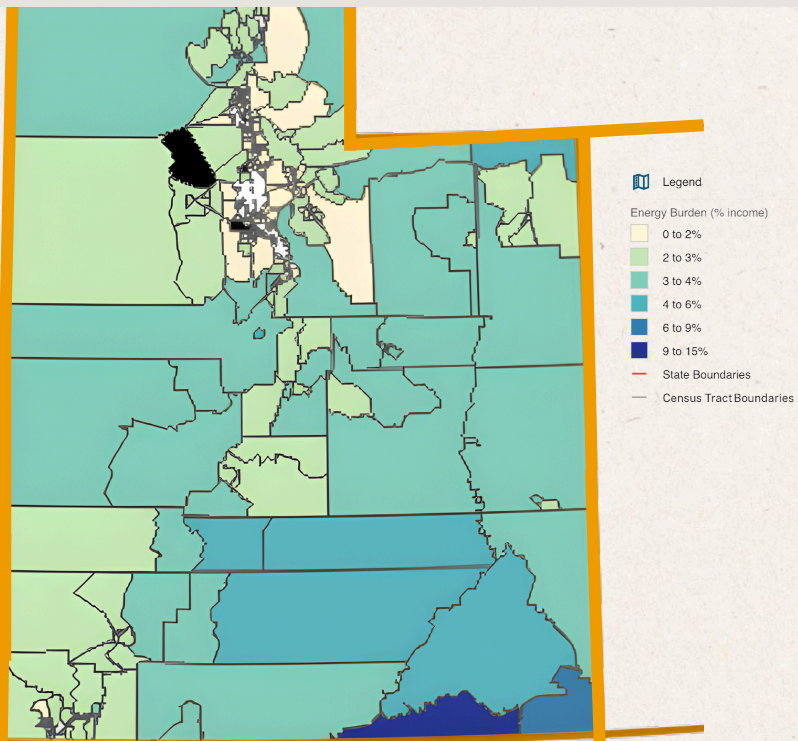 Legend
Energy Burden (% income)
0 to 2%
2 to 3%
3 to 4%
4 to 6%
6 to 9%
9 to 15%
State Boundaries
Census Tract Boundaries